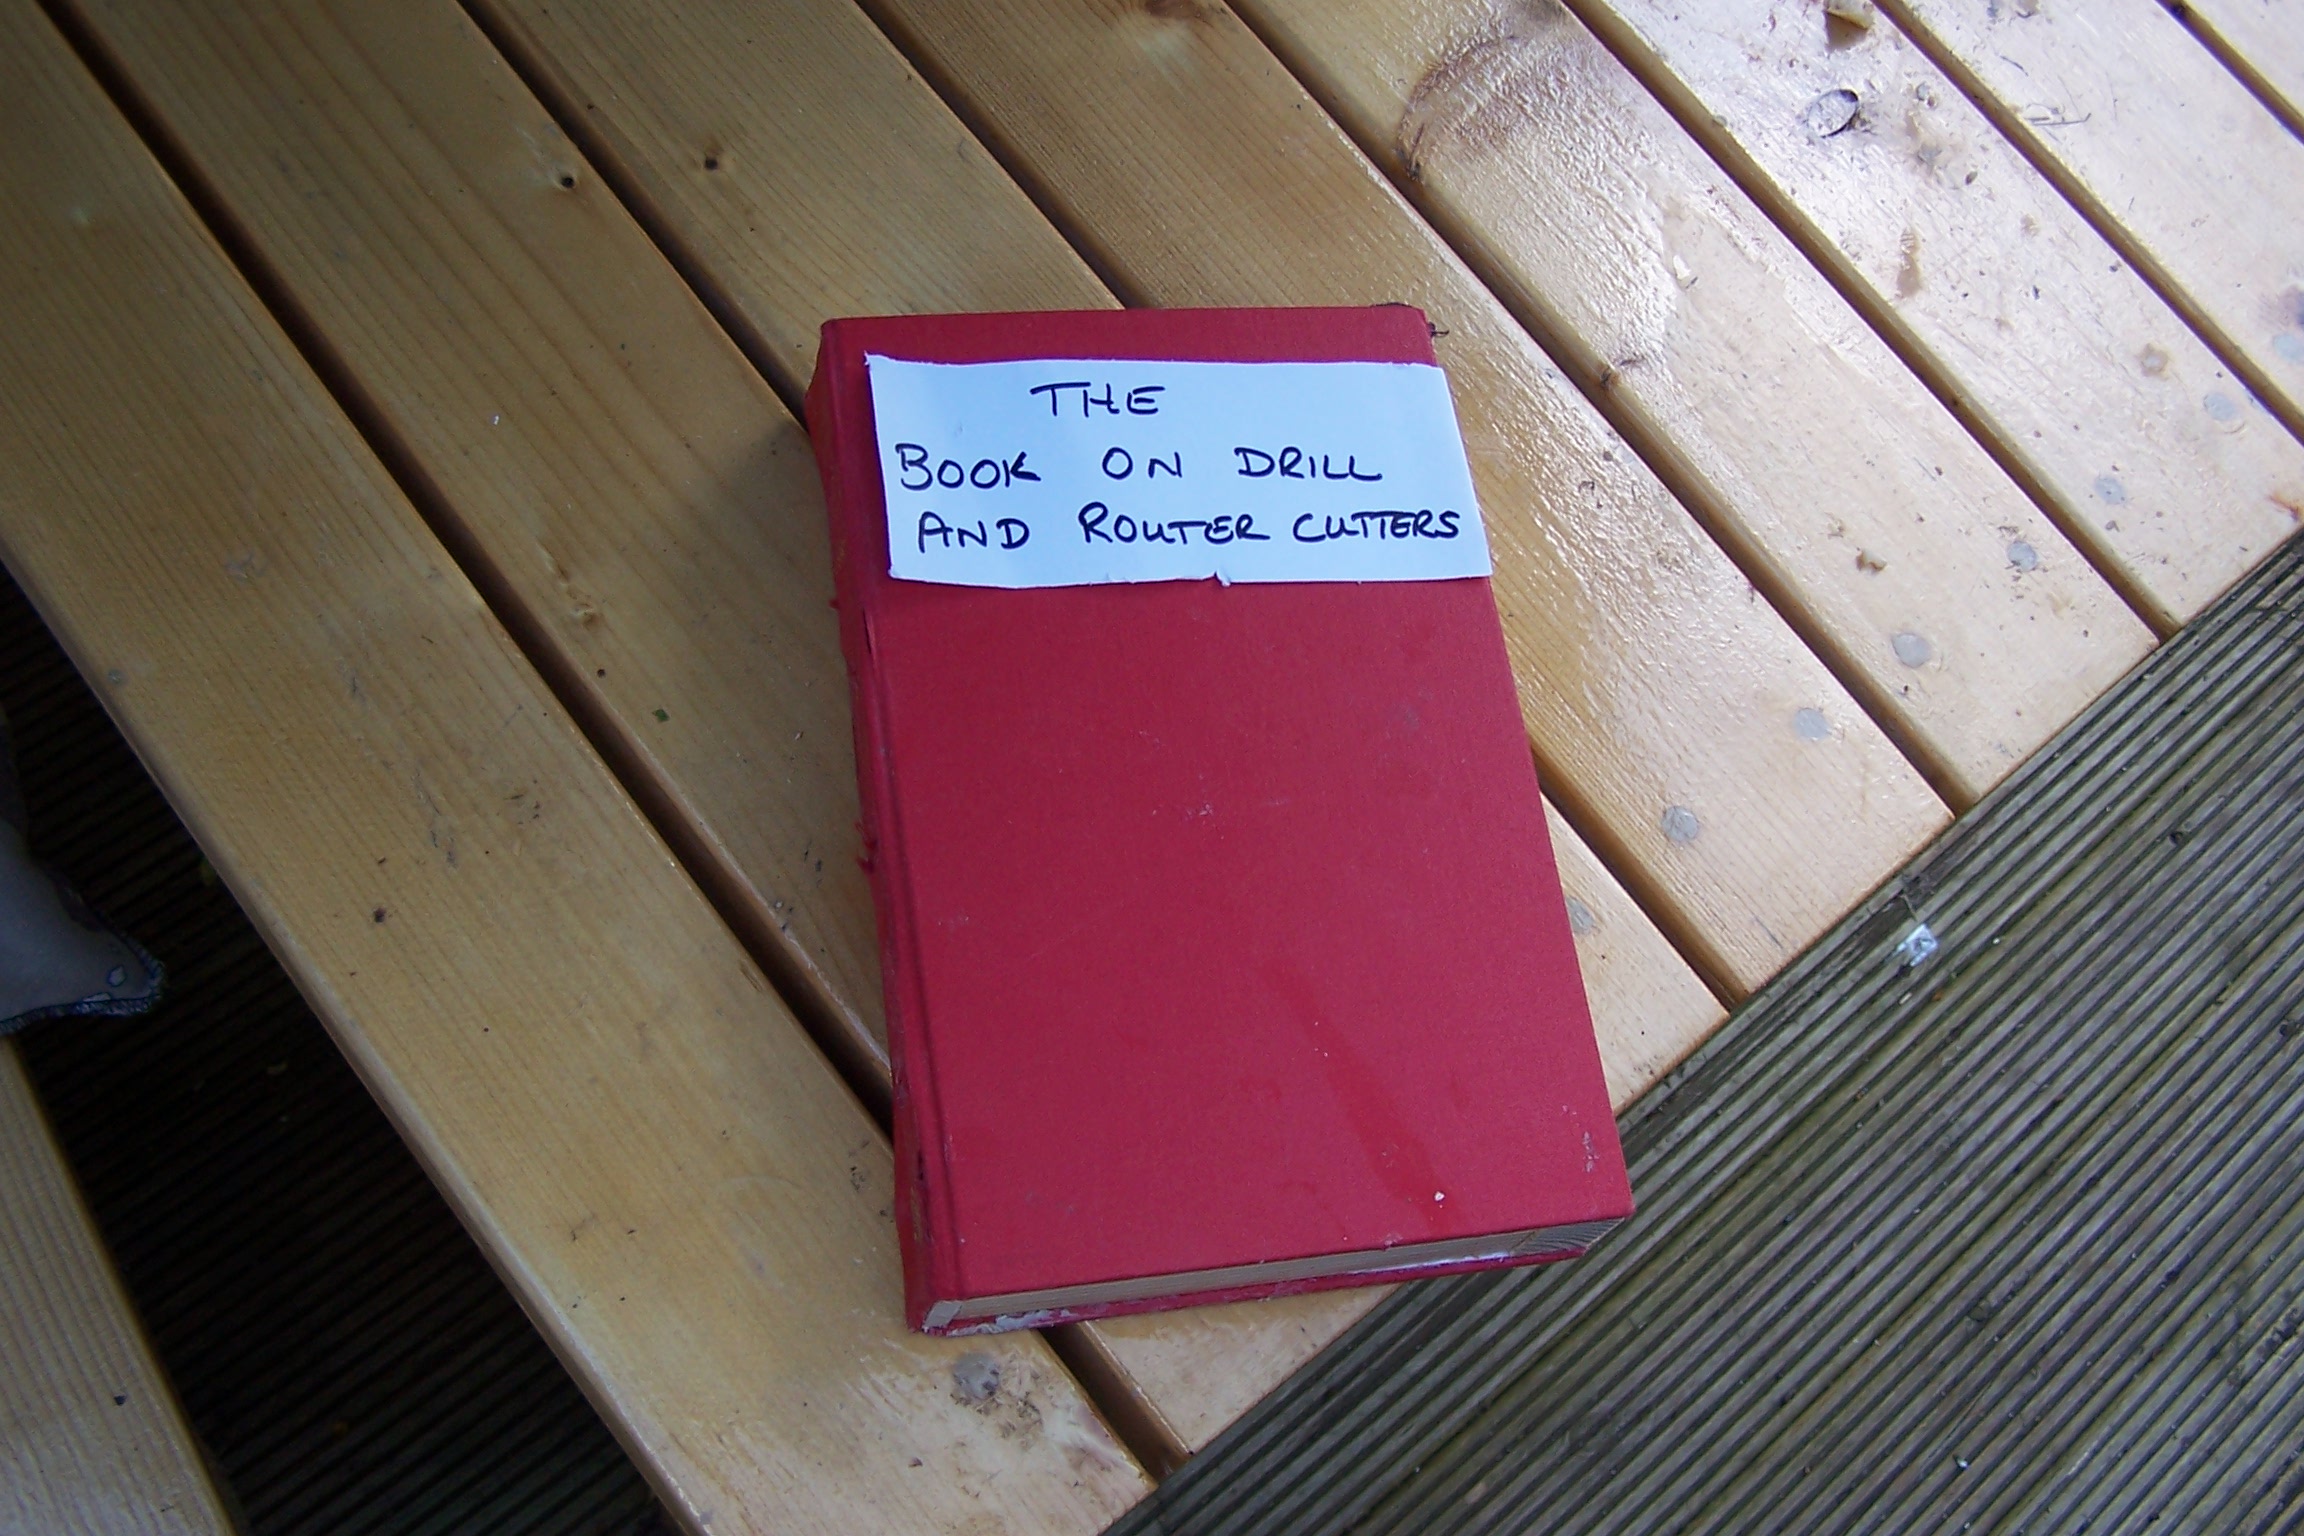 THE
BOOK ON DRILL
AND ROUTER CUTTERS